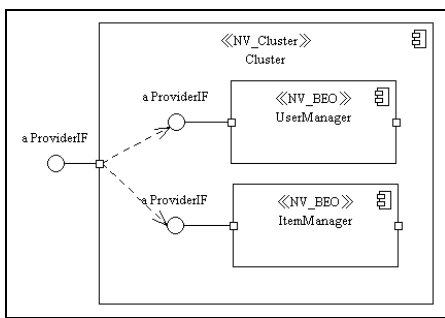 ≪NV_Cluster≫
Cluster
a ProviderIF
≪NV_BEO≫
UserManager
a ProviderIF
a ProviderIF
≪NV_BEO≫
ItemManager